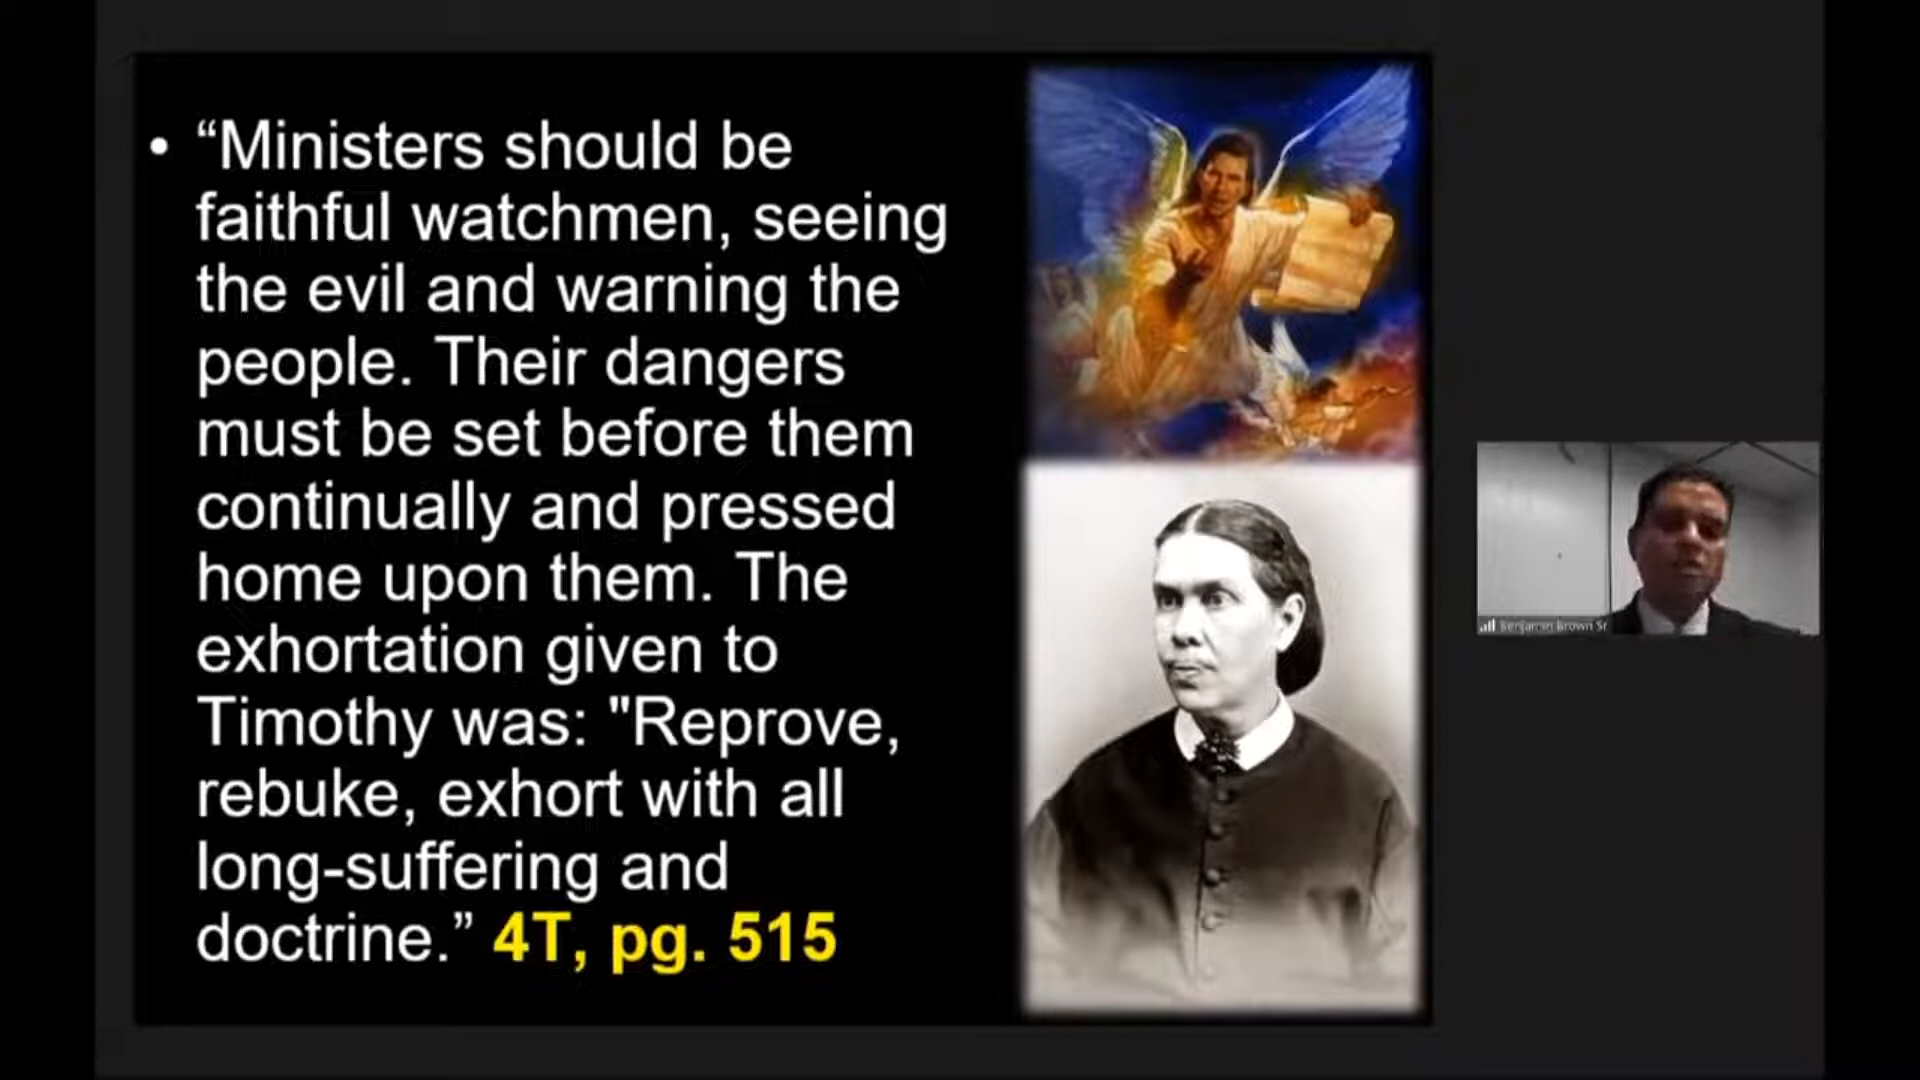 • “Ministers should be
faithful watchmen, seeing
the evil and warning the
people. Their dangers
must be set before them
continually and pressed
home upon them. The
exhortation given to
Timothy was: "Reprove,
rebuke, exhort with all
long-suffering and
doctrine.” 4T, pg. 515
Benjamin Brown Sr